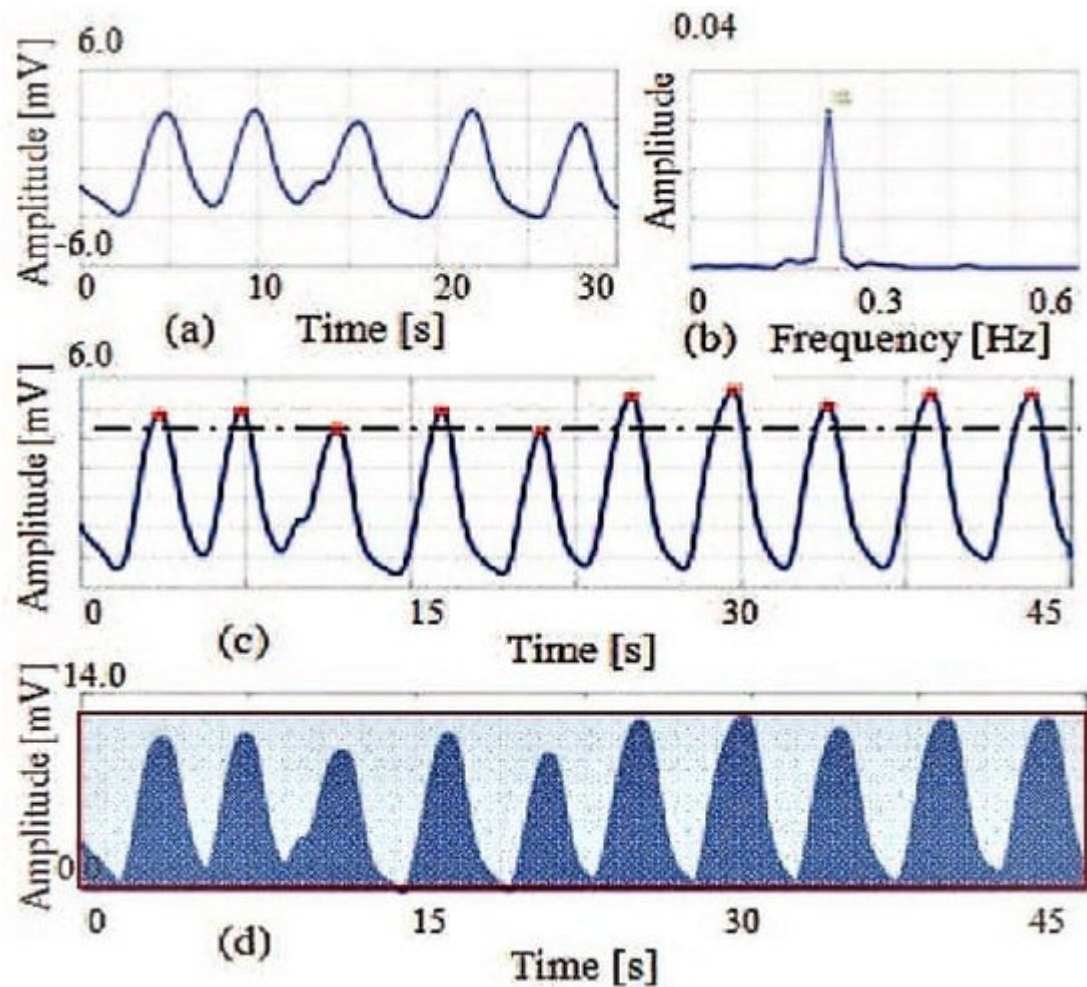 6.0
Amplitude [mV]
-6.0
0 10 20 30
(a) Time [s]
0.04
Amplitude
0 0.3 0.6
(b) Frequency [Hz]
6.0
Amplitude [mV]
0 15 30 45
(c) Time [s]
14.0
Amplitude [mV]
0 15 30 45
(d) Time [s]